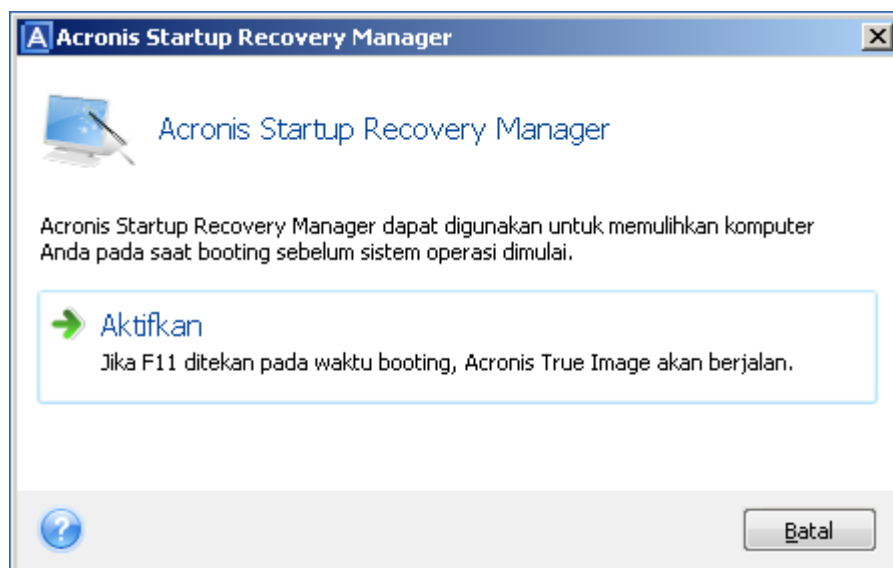 Acronis Startup Recovery Manager
Acronis Startup Recovery Manager
Acronis Startup Recovery Manager dapat digunakan untuk memulihkan komputer
Anda pada saat booting sebelum sistem operasi dimulai.
Aktifkan
Jika F11 ditekan pada waktu booting, Acronis True Image akan berjalan.
Batal